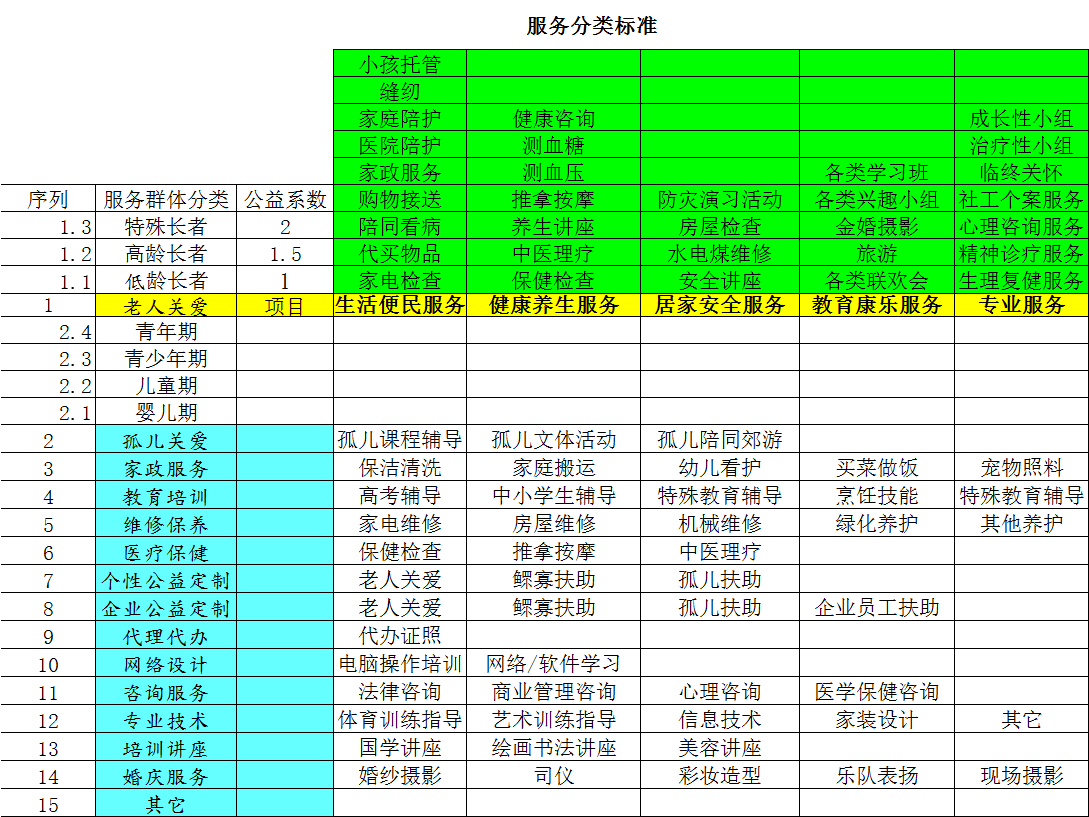 服务分类标准
小孩托管
缝纫
家庭陪护 健康咨询 成长性小组
医院陪护 测血糖 治疗性小组
家政服务 测血压 各类学习班 临终关怀
序列 服务群体分类 公益系数 购物接送 推拿按摩 防灾演习活动 各类兴趣小组 社工个案服务
1.3 特殊长者 2 陪同看病 养生讲座 房屋检查 金婚摄影 心理咨询服务
1.2 高龄长者 1.5 代买物品 中医理疗 水电煤维修 旅游 精神诊疗服务
1.1 低龄长者 1 家电检查 保健检查 安全讲座 各类联欢会 生理复健服务
1 老人关爱 项目 生活便民服务 健康养生服务 居家安全服务 教育康乐服务 专业服务
2.4 青年期
2.3 青少年期
2.2 儿童期
2.1 婴儿期
2 孤儿关爱 孤儿课程辅导 孤儿文体活动 孤儿陪同郊游
3 家政服务 保洁清洗 家庭搬运 幼儿看护 买菜做饭 宠物照料
4 教育培训 高考辅导 中小学生辅导 特殊教育辅导 烹饪技能 特殊教育辅导
5 维修保养 家电维修 房屋维修 机械维修 绿化养护 其他养护
6 医疗保健 保健检查 推拿按摩 中医理疗
7 个性公益定制 老人关爱 鳏寡扶助 孤儿扶助
8 企业公益定制 老人关爱 鳏寡扶助 孤儿扶助 企业员工扶助
9 代理代办 代办证照
10 网络设计 电脑操作培训 网络/软件学习
11 咨询服务 法律咨询 商业管理咨询 心理咨询 医学保健咨询
12 专业技术 体育训练指导 艺术训练指导 信息技术 家装设计 其它
13 培训讲座 国学讲座 绘画书法讲座 美容讲座
14 婚庆服务 婚纱摄影 司仪 彩妆造型 乐队表扬 现场摄影
15 其它